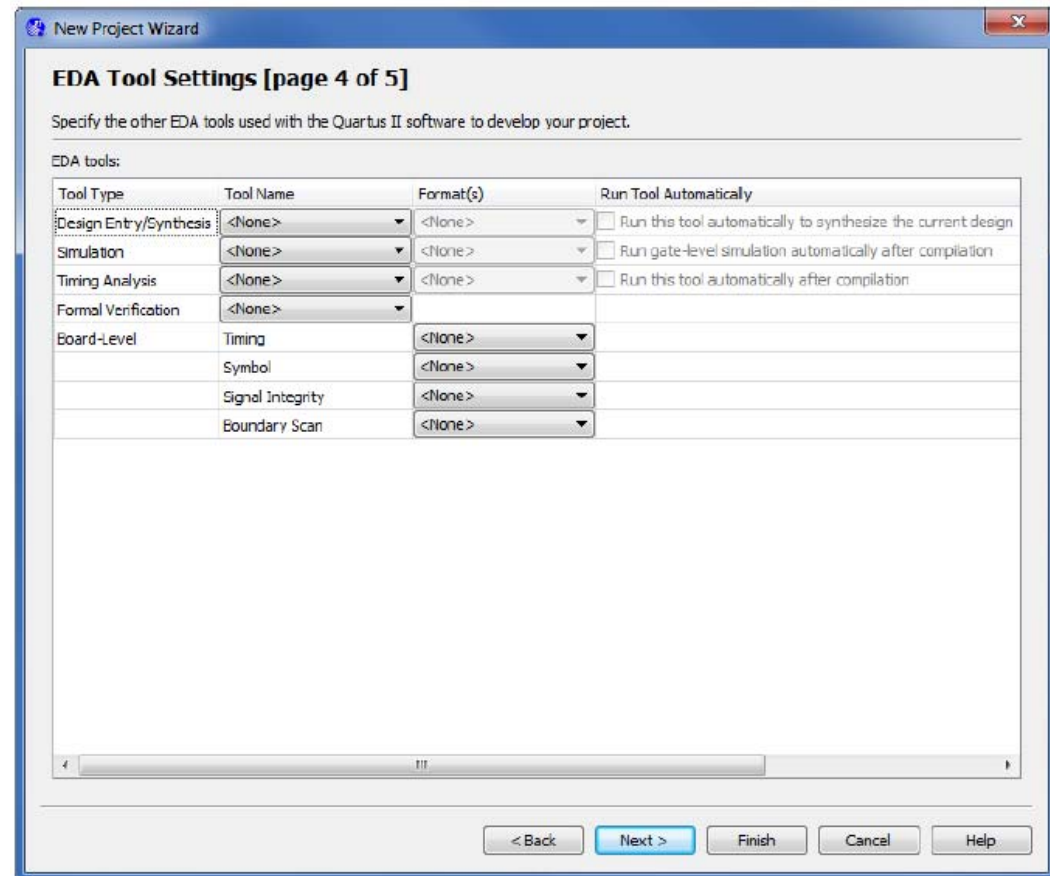 New Project Wizard
EDA Tool Settings [page 4 of 5]
Specify the other EDA tools used with the Quartus II software to develop your project.
EDA tools:
Tool Type Tool Name Format(s) Run Tool Automatically
Design Entry/Synthesis <None> <None> Run this tool automatically to synthesize the current design
Simulation <None> <None> Run gate-level simulation automatically after compilation
Timing Analysis <None> <None> Run this tool automatically after compilation
Formal Verification <None>
Board-Level Timing <None>
Symbol <None>
Signal Integrity <None>
Boundary Scan <None>
< Back Next > Finish Cancel Help